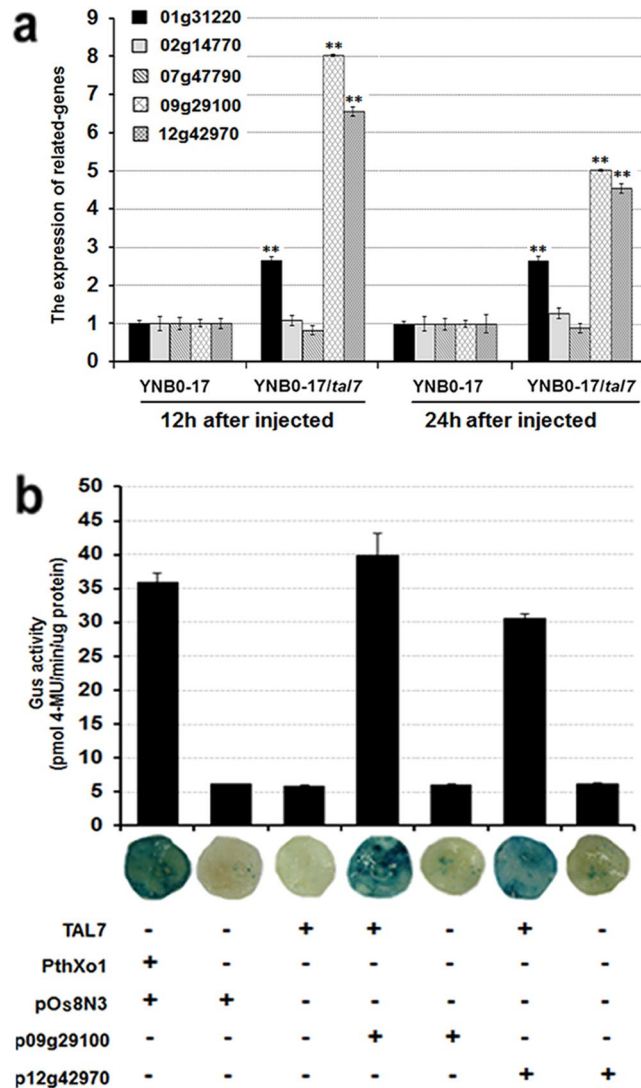 a
The expression of related-genes
9
8
7
6
5
4
3
2
1
0
01g31220
02g14770
07g47790
09g29100
12g42970
**
**
**
**
**
**
YNB0-17
YNB0-17/tal7
YNB0-17
YNB0-17/tal7
12h after injected
24h after injected
b
Gus activity
(pmol 4-MU/min/ug protein)
50
45
40
35
30
25
20
15
10
5
0
TAL7 - - + + - + -
PthXo1 + - - - - - -
pOs8N3 + + - - - - -
p09g29100 - - - + + - -
p12g42970 - - - - - + +